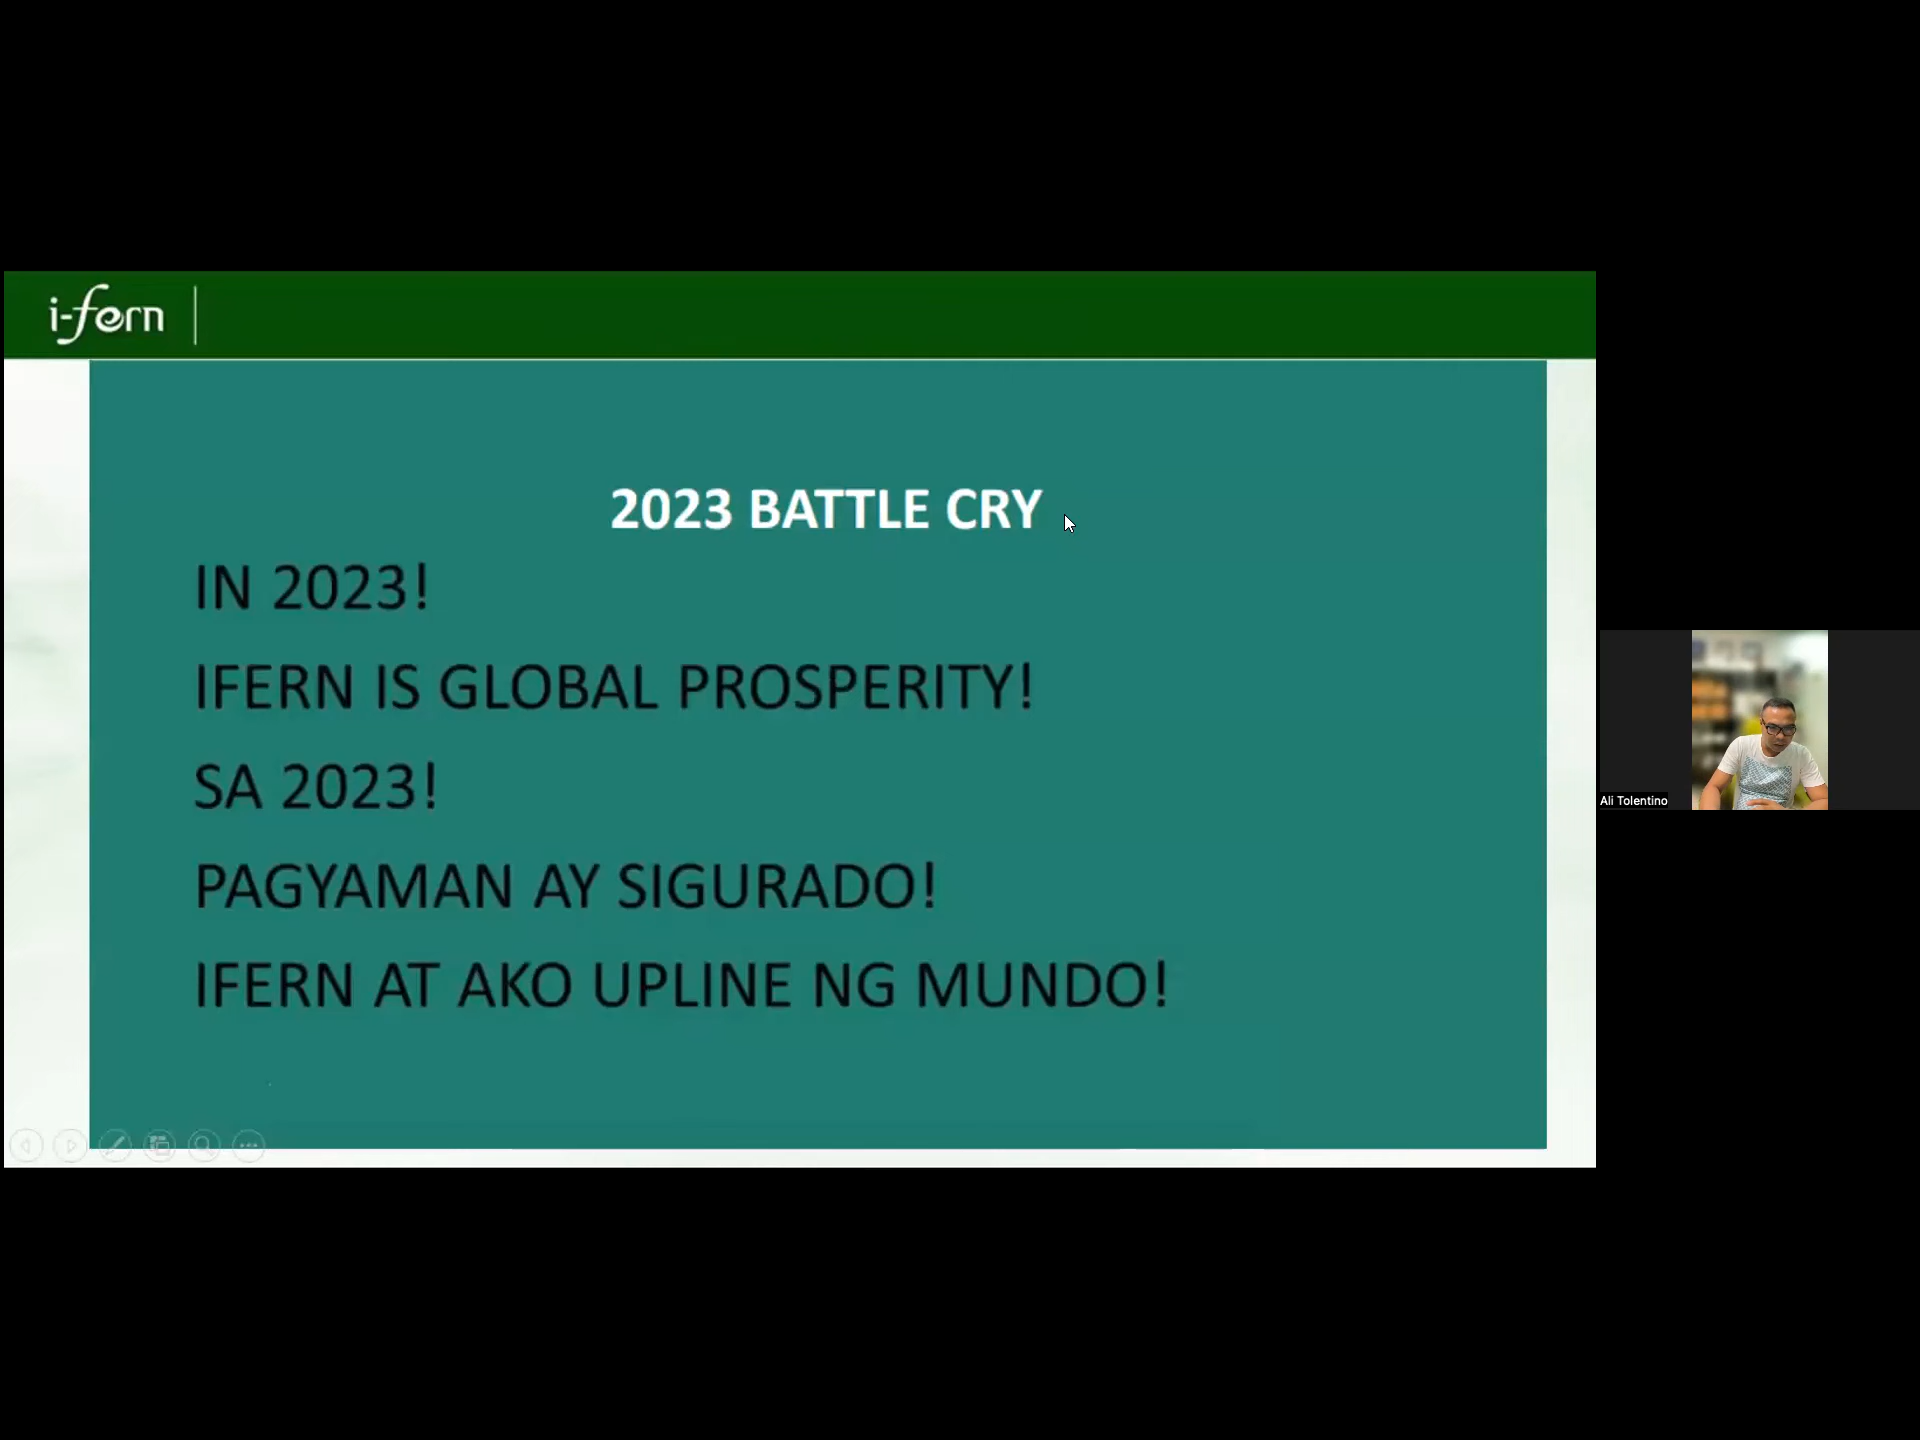 i-fern
2023 BATTLE CRY
IN 2023!
IFERN IS GLOBAL PROSPERITY!
SA 2023!
PAGYAMAN AY SIGURADO!
IFERN AT AKO UPLINE NG MUNDO!
Ali Tolentino